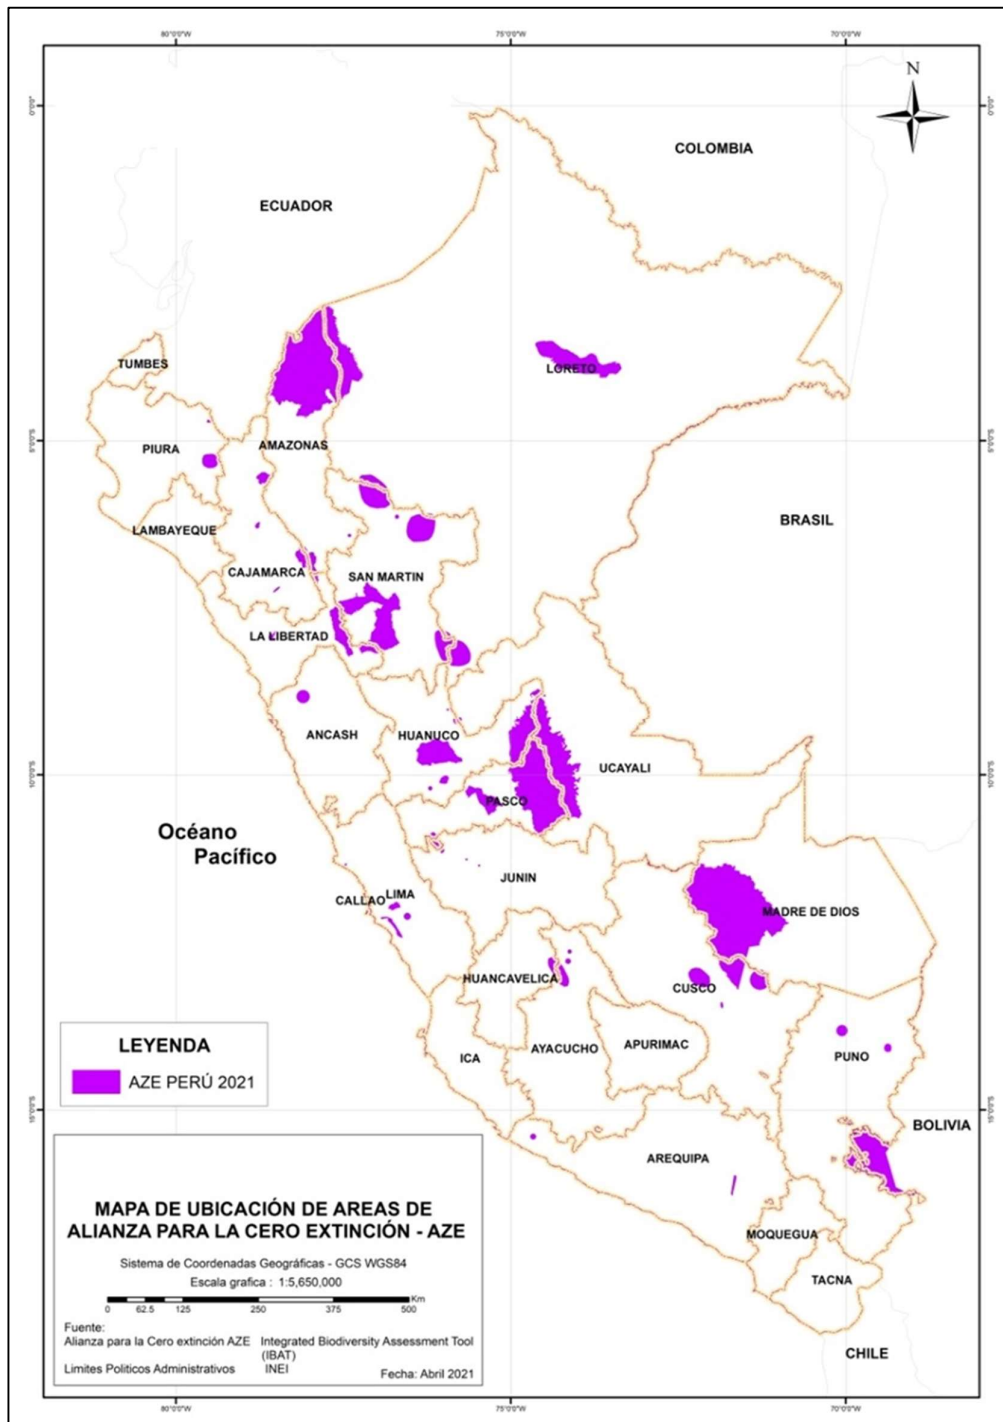 80°0'0"W 75°0'0"W 70°0'0"W
N
0°0'0" 0°0'0"
COLOMBIA
ECUADOR
TUMBES
LORETO
PIURA
AMAZONAS
5°0'0"S 5°0'0"S
BRASIL
LAMBAYEQUE
CAJAMARCA
SAN MARTIN
LA LIBERTAD
ANCASH
HUANUCO
UCAYALI
10°0'0"S 10°0'0"S
PASCO
Océano
Pacífico
JUNIN
CALLAO LIMA
MADRE DE DIOS
HUANCAVELICA
CUSCO
LEYENDA
AZE PERÚ 2021
ICA
AYACUCHO
APURIMAC
PUNO
15°0'0"S 15°0'0"S
BOLIVIA
AREQUIPA
MOQUEGUA
TACNA
CHILE
MAPA DE UBICACIÓN DE AREAS DE
ALIANZA PARA LA CERO EXTINCIÓN - AZE
Sistema de Coordenadas Geográficas - GCS WGS84
Escala grafica : 1:5,650,000
Km
0 62.5 125 250 375 500
Fuente:
Alianza para la Cero extinción AZE Integrated Biodiversity Assessment Tool
(IBAT)
Limites Politicos Administrativos INEI
Fecha: Abril 2021
80°0'0"W 75°0'0"W 70°0'0"W